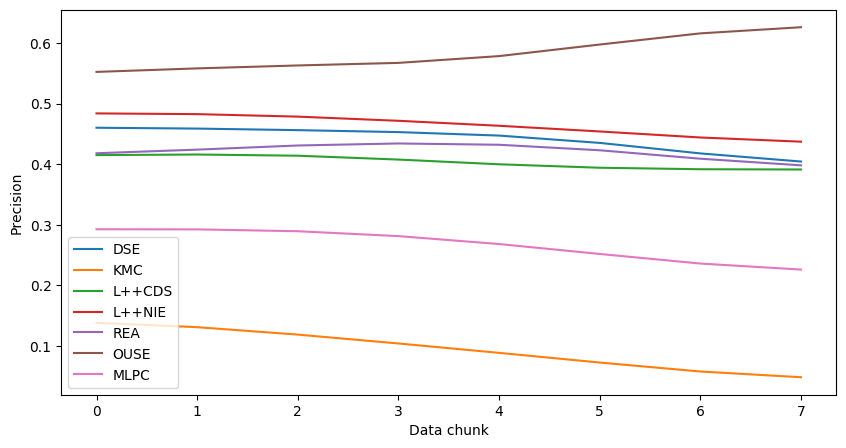 0.6
0.5
0.4
0.3
0.2
0.1
Precision
DSE
KMC
L++CDS
L++NIE
REA
OUSE
MLPC
0 1 2 3 4 5 6 7
Data chunk